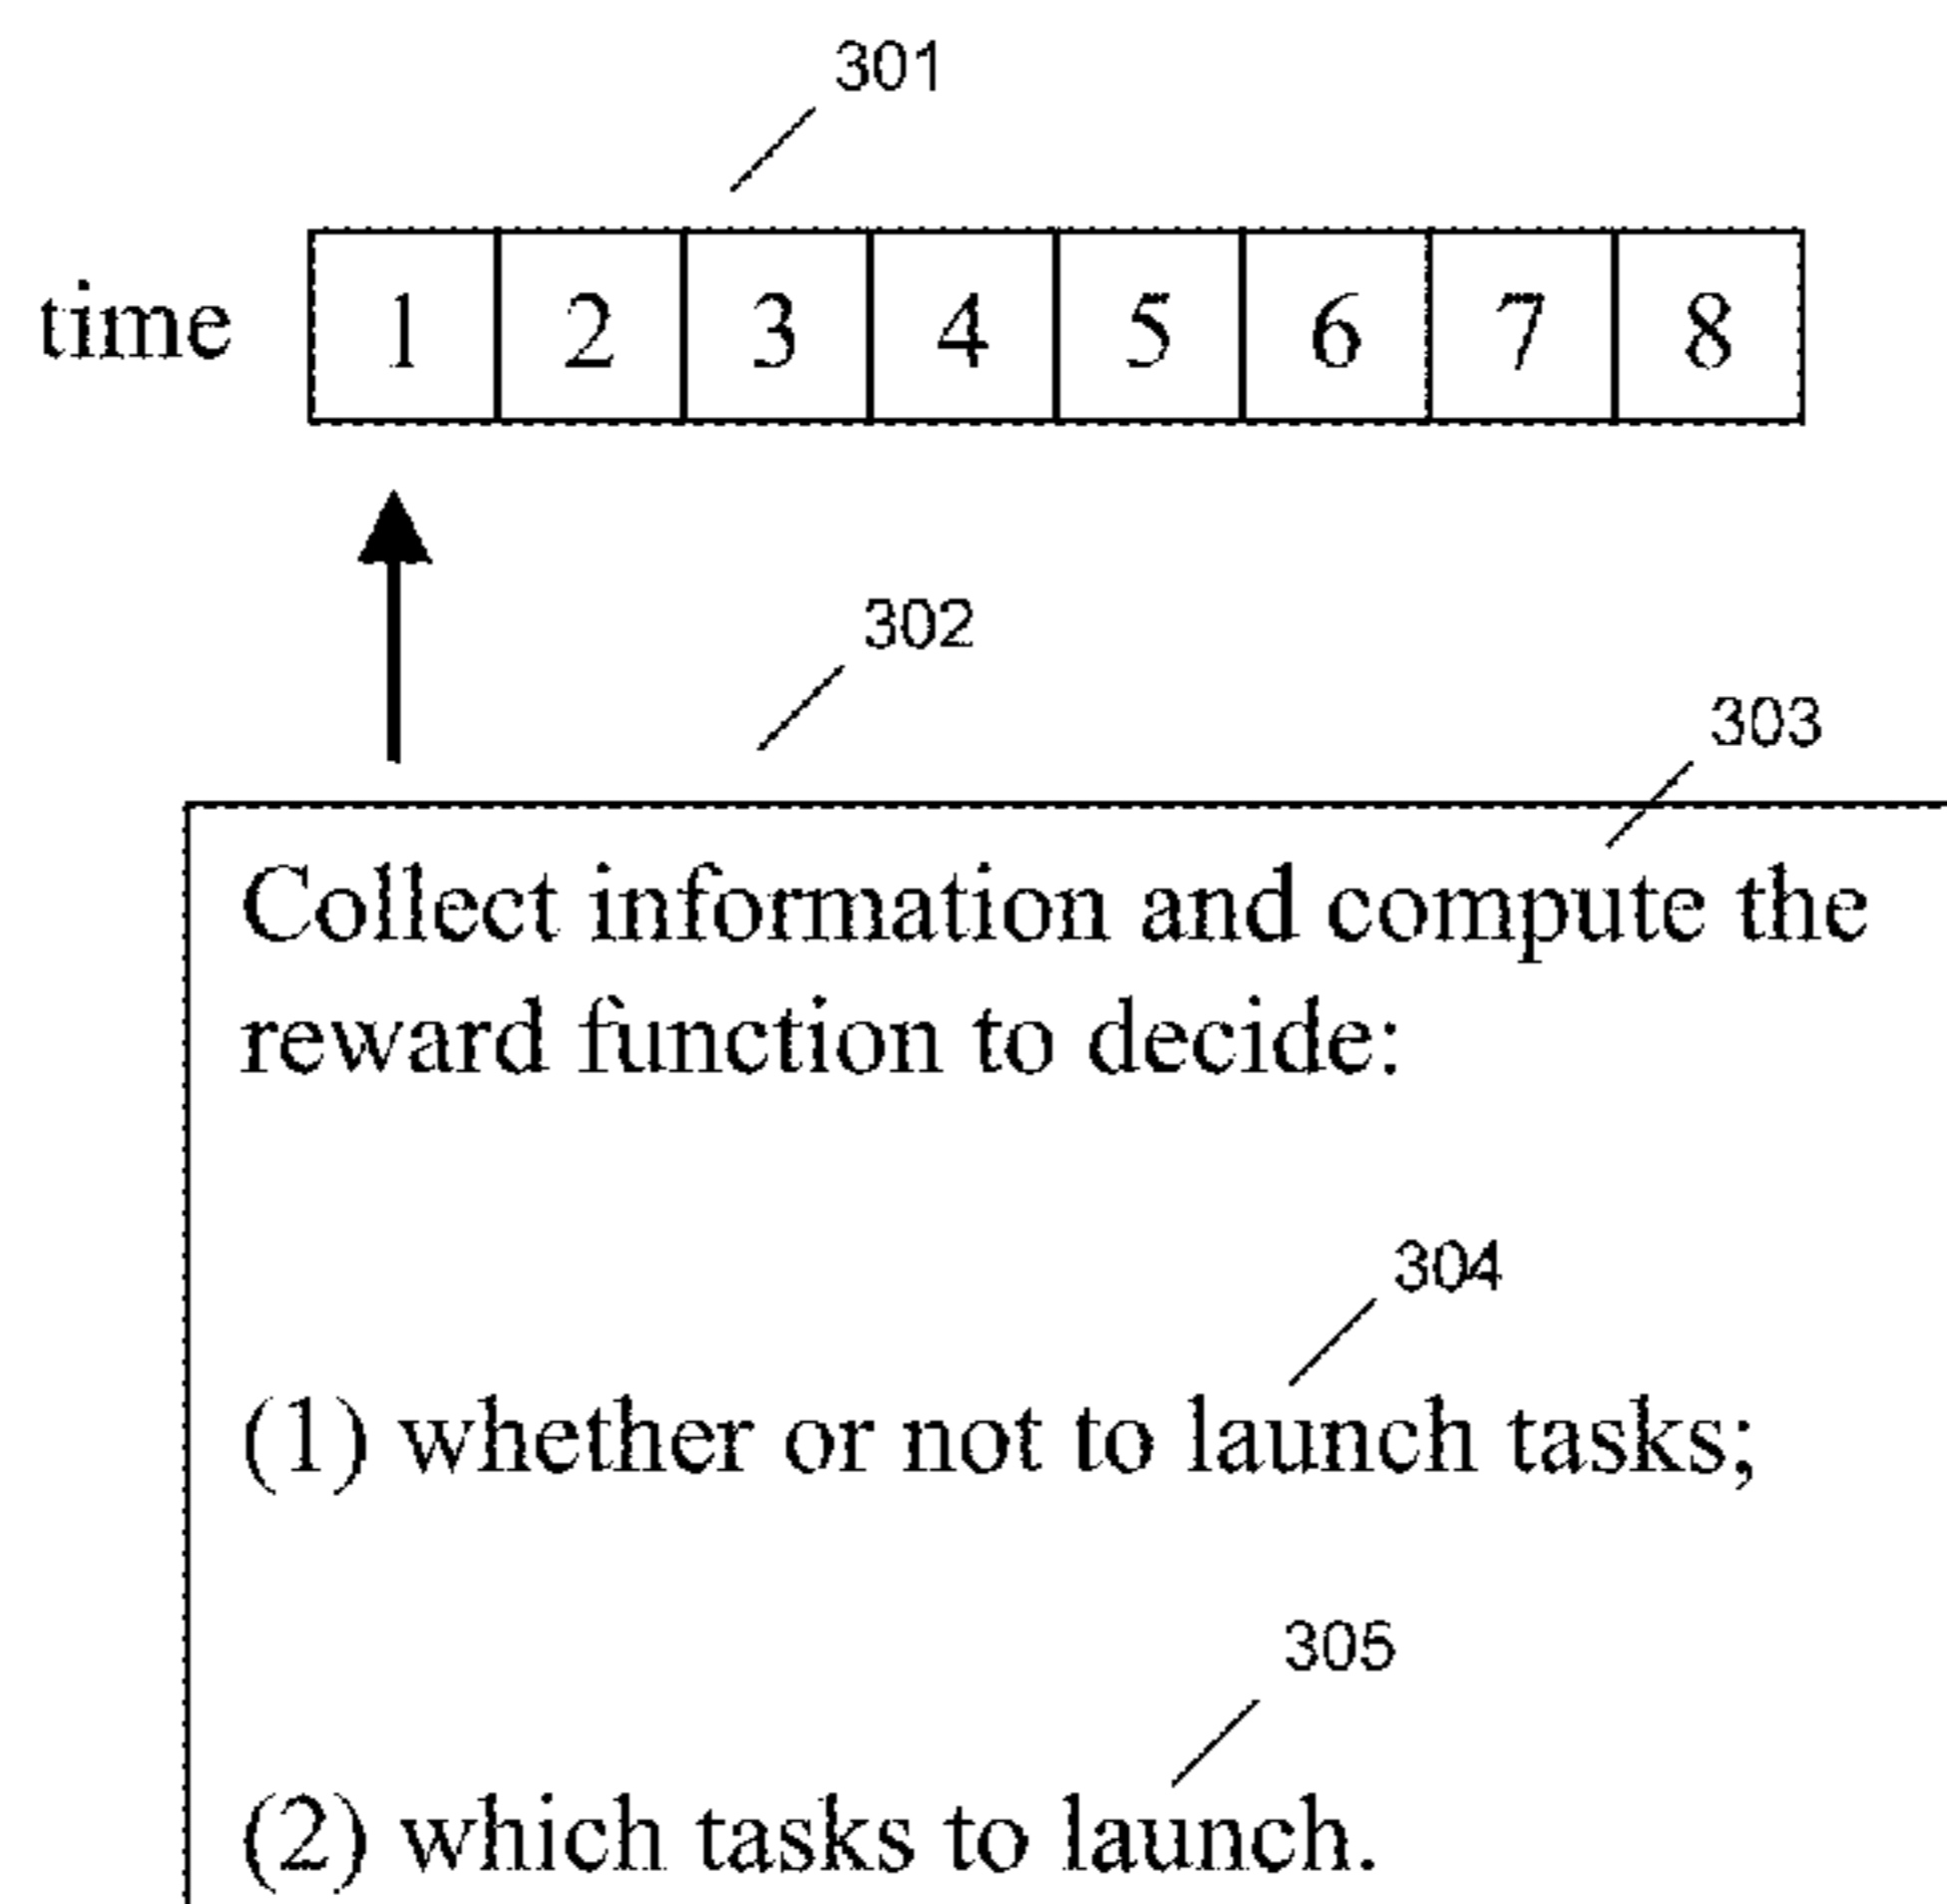 301
time 1 2 3 4 5 6 7 8
302
303
Collect information and compute the
reward function to decide:
304
(1) whether or not to launch tasks;
305
(2) which tasks to launch.